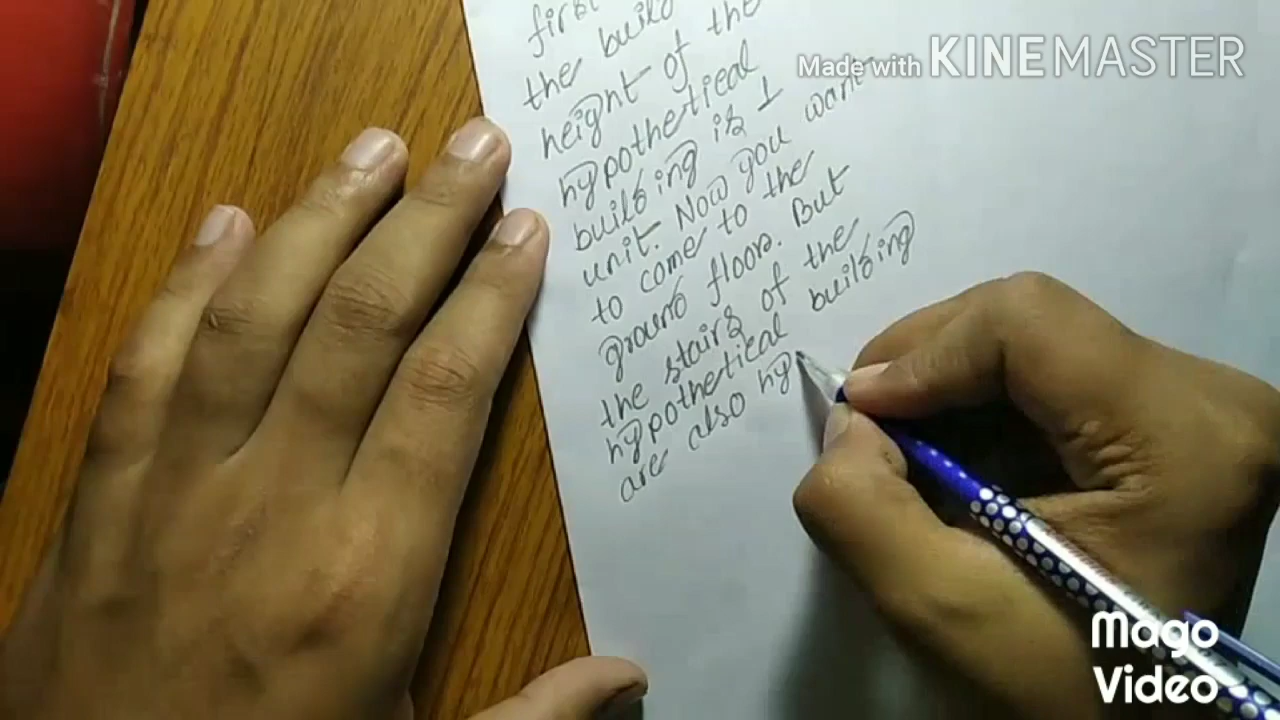 first
the build
height of the
hypothetical
building is 1
unit. Now you want
to come to the
ground floor. But
the stairs of the
hypothetical building
are also hy
Made with KINEMASTER
Mago
Video